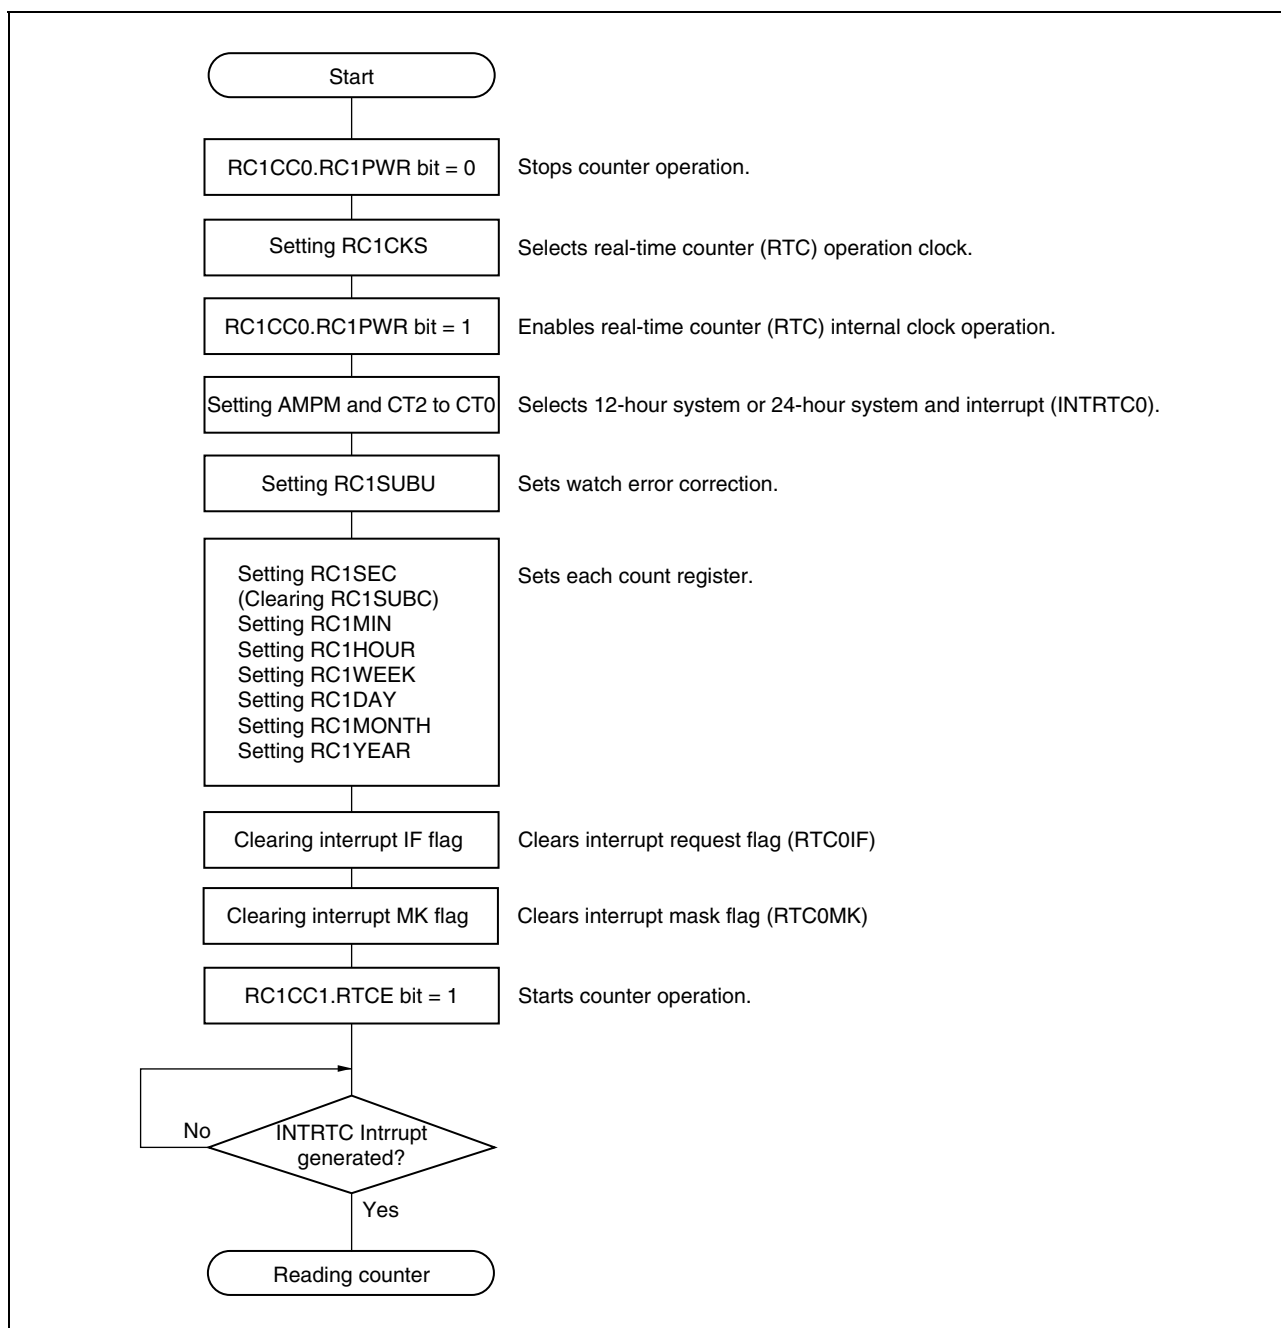 Start
RC1CC0.RC1PWR bit = 0
Stops counter operation.
Setting RC1CKS
Selects real-time counter (RTC) operation clock.
RC1CC0.RC1PWR bit = 1
Enables real-time counter (RTC) internal clock operation.
Setting AMPM and CT2 to CT0
Selects 12-hour system or 24-hour system and interrupt (INTRTC0).
Setting RC1SUBU
Sets watch error correction.
Setting RC1SEC
(Clearing RC1SUBC)
Setting RC1MIN
Setting RC1HOUR
Setting RC1WEEK
Setting RC1DAY
Setting RC1MONTH
Setting RC1YEAR
Sets each count register.
Clearing interrupt IF flag
Clears interrupt request flag (RTC0IF)
Clearing interrupt MK flag
Clears interrupt mask flag (RTC0MK)
RC1CC1.RTCE bit = 1
Starts counter operation.
No
INTRTC Intrrupt
generated?
Yes
Reading counter